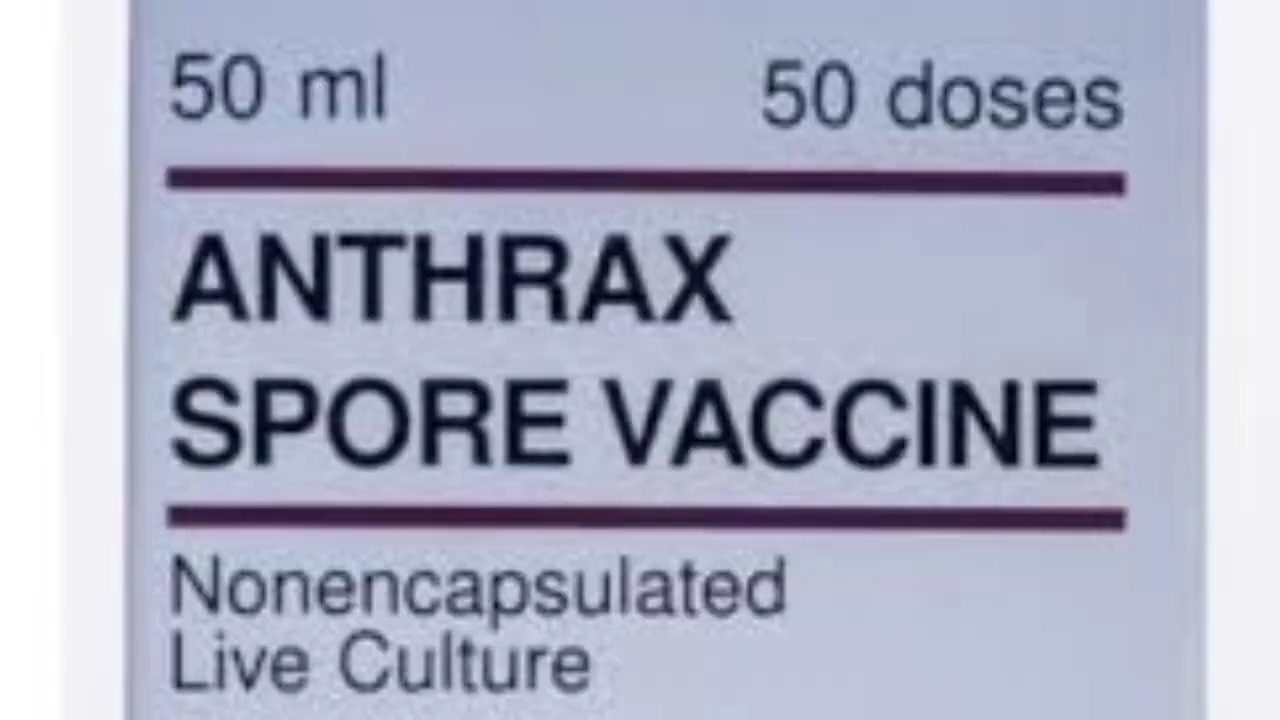 50 ml 50 doses
ANTHRAX
SPORE VACCINE
Nonencapsulated
Live Culture